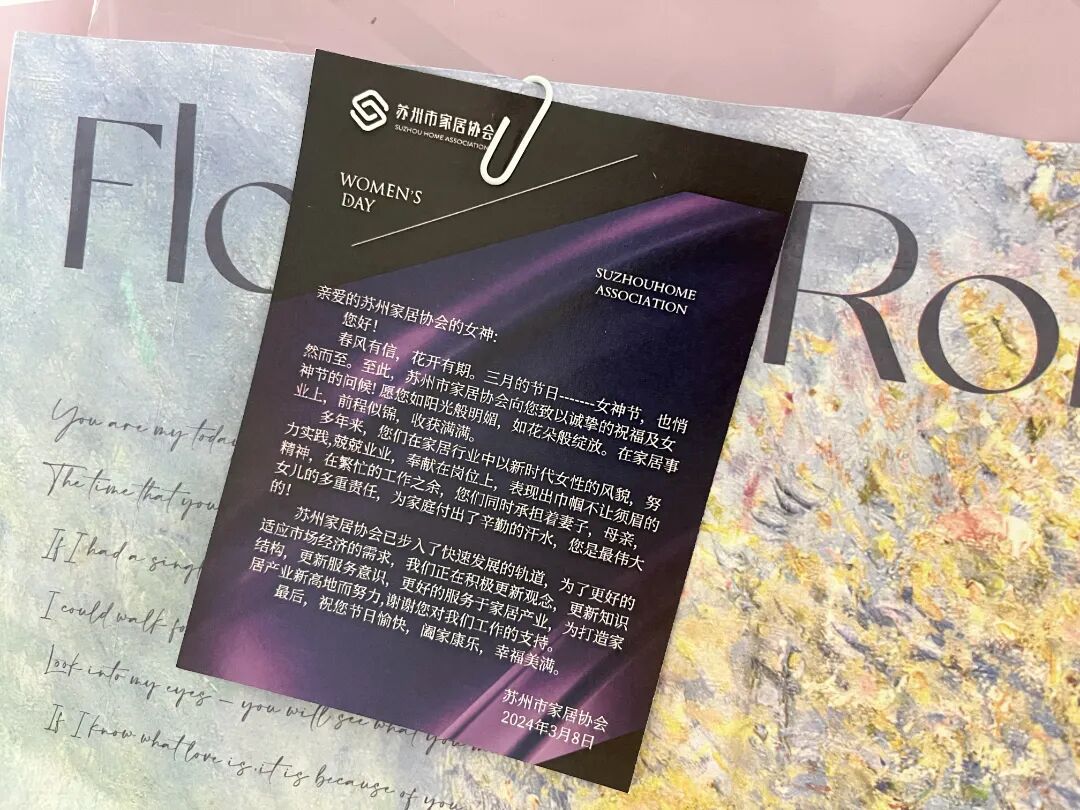 苏州市家居协会
SUZHOU HOME ASSOCIATION
WOMEN'S
DAY
SUZHOUHOME
ASSOCIATION
亲爱的苏州家居协会的女神:
您好!
春风有信，花开有期。三月的节日-------女神节，也悄
然而至。至此，苏州市家居协会向您致以诚挚的祝福及女
神节的问候!愿您如阳光般明媚，如花朵般绽放。在家居事
业上，前程似锦，收获满满。
多年来，您们在家居行业中以新时代女性的风貌，努
力实践,兢兢业业，奉献在岗位上，表现出巾帼不让须眉的
精神，在繁忙的工作之余，您们同时承担着妻子，母亲，
女儿的多重责任，为家庭付出了辛勤的汗水，您是最伟大
的!
苏州家居协会已步入了快速发展的轨道，为了更好的
适应市场经济的需求，我们正在积极更新观念，更新知识
结构，更新服务意识，更好的服务于家居产业，为打造家
居产业新高地而努力,谢谢您对我们工作的支持。
最后，祝您节日愉快，阖家康乐，幸福美满。
苏州市家居协会
2024年3月8日
Flo
Ro
You are my today
The time that you
If I had a singl
I could walk fo
Look into my eyes – you will see what you
If I know what love is, it is because of you